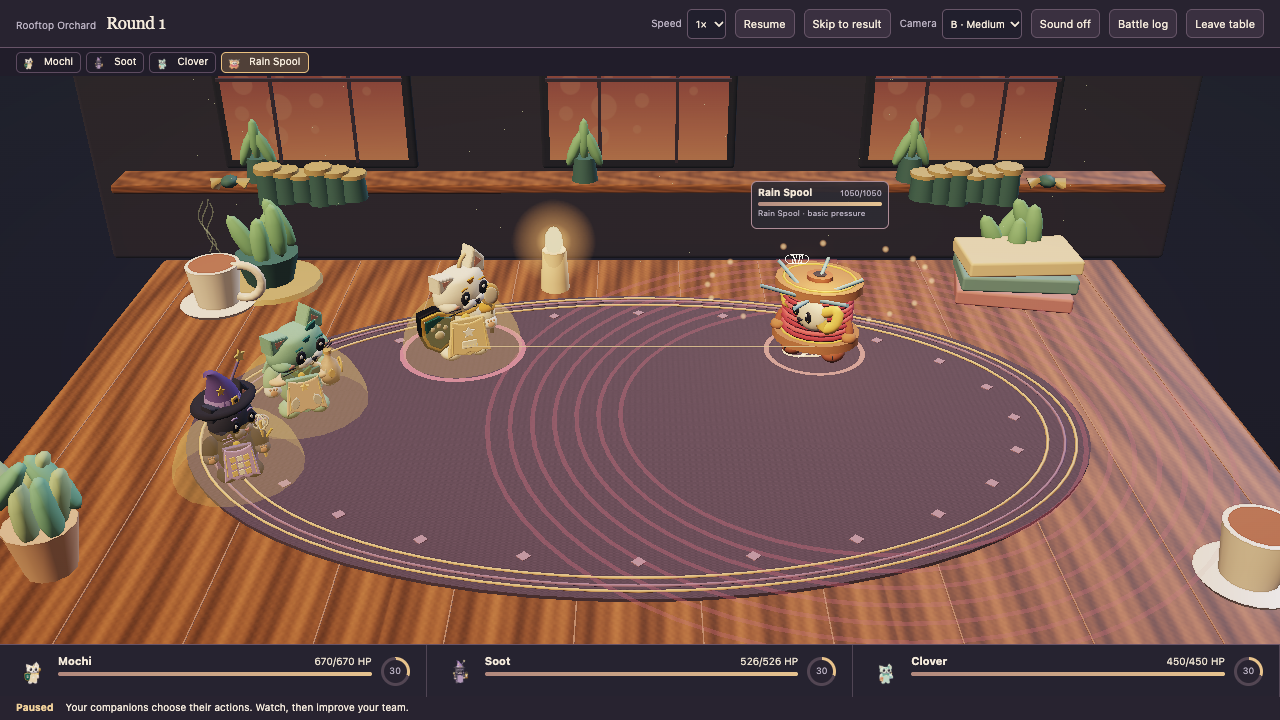 Rooftop Orchard Round 1
Speed 1x Resume Skip to result Camera B · Medium Sound off Battle log Leave table
Mochi Soot Clover Rain Spool
Rain Spool 1050/1050
Rain Spool · basic pressure
Mochi 670/670 HP 30
Soot 526/526 HP 30
Clover 450/450 HP 30
Paused Your companions choose their actions. Watch, then improve your team.